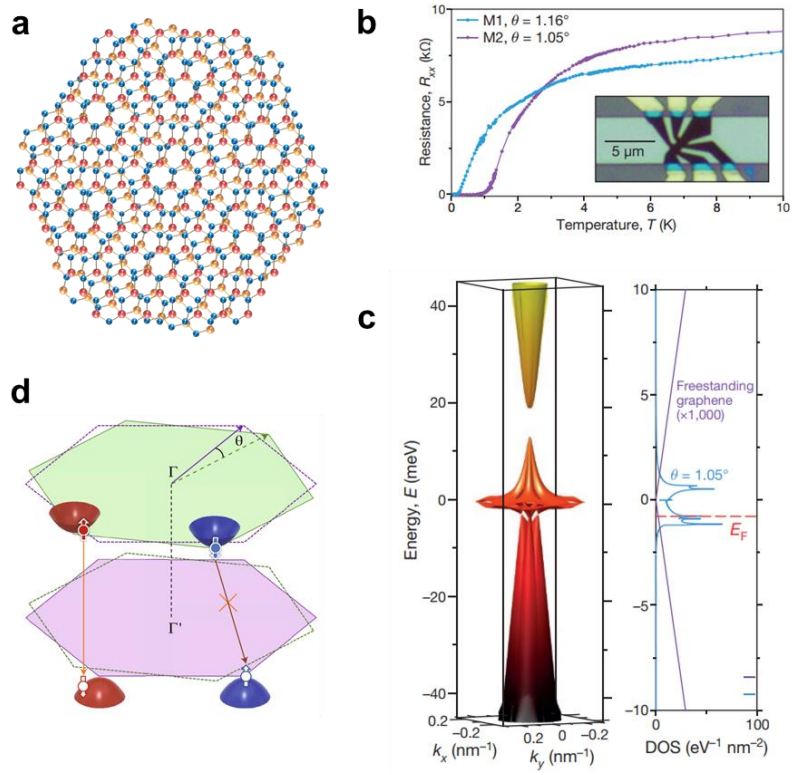 a
b
M1, θ = 1.16°
M2, θ = 1.05°
Resistance, Rxx (kΩ)
10
5
0
5 μm
0
2
4
6
8
10
Temperature, T (K)
c
Energy, E (meV)
40
20
0
−20
−40
0.2
−0.2
0.2
−0.2
kx (nm⁻¹)
ky (nm⁻¹)
10
5
0
−5
−10
Freestanding
graphene
(×1,000)
θ = 1.05°
EF
0
100
DOS (eV⁻¹ nm⁻²)
d
θ
Γ
Γ'